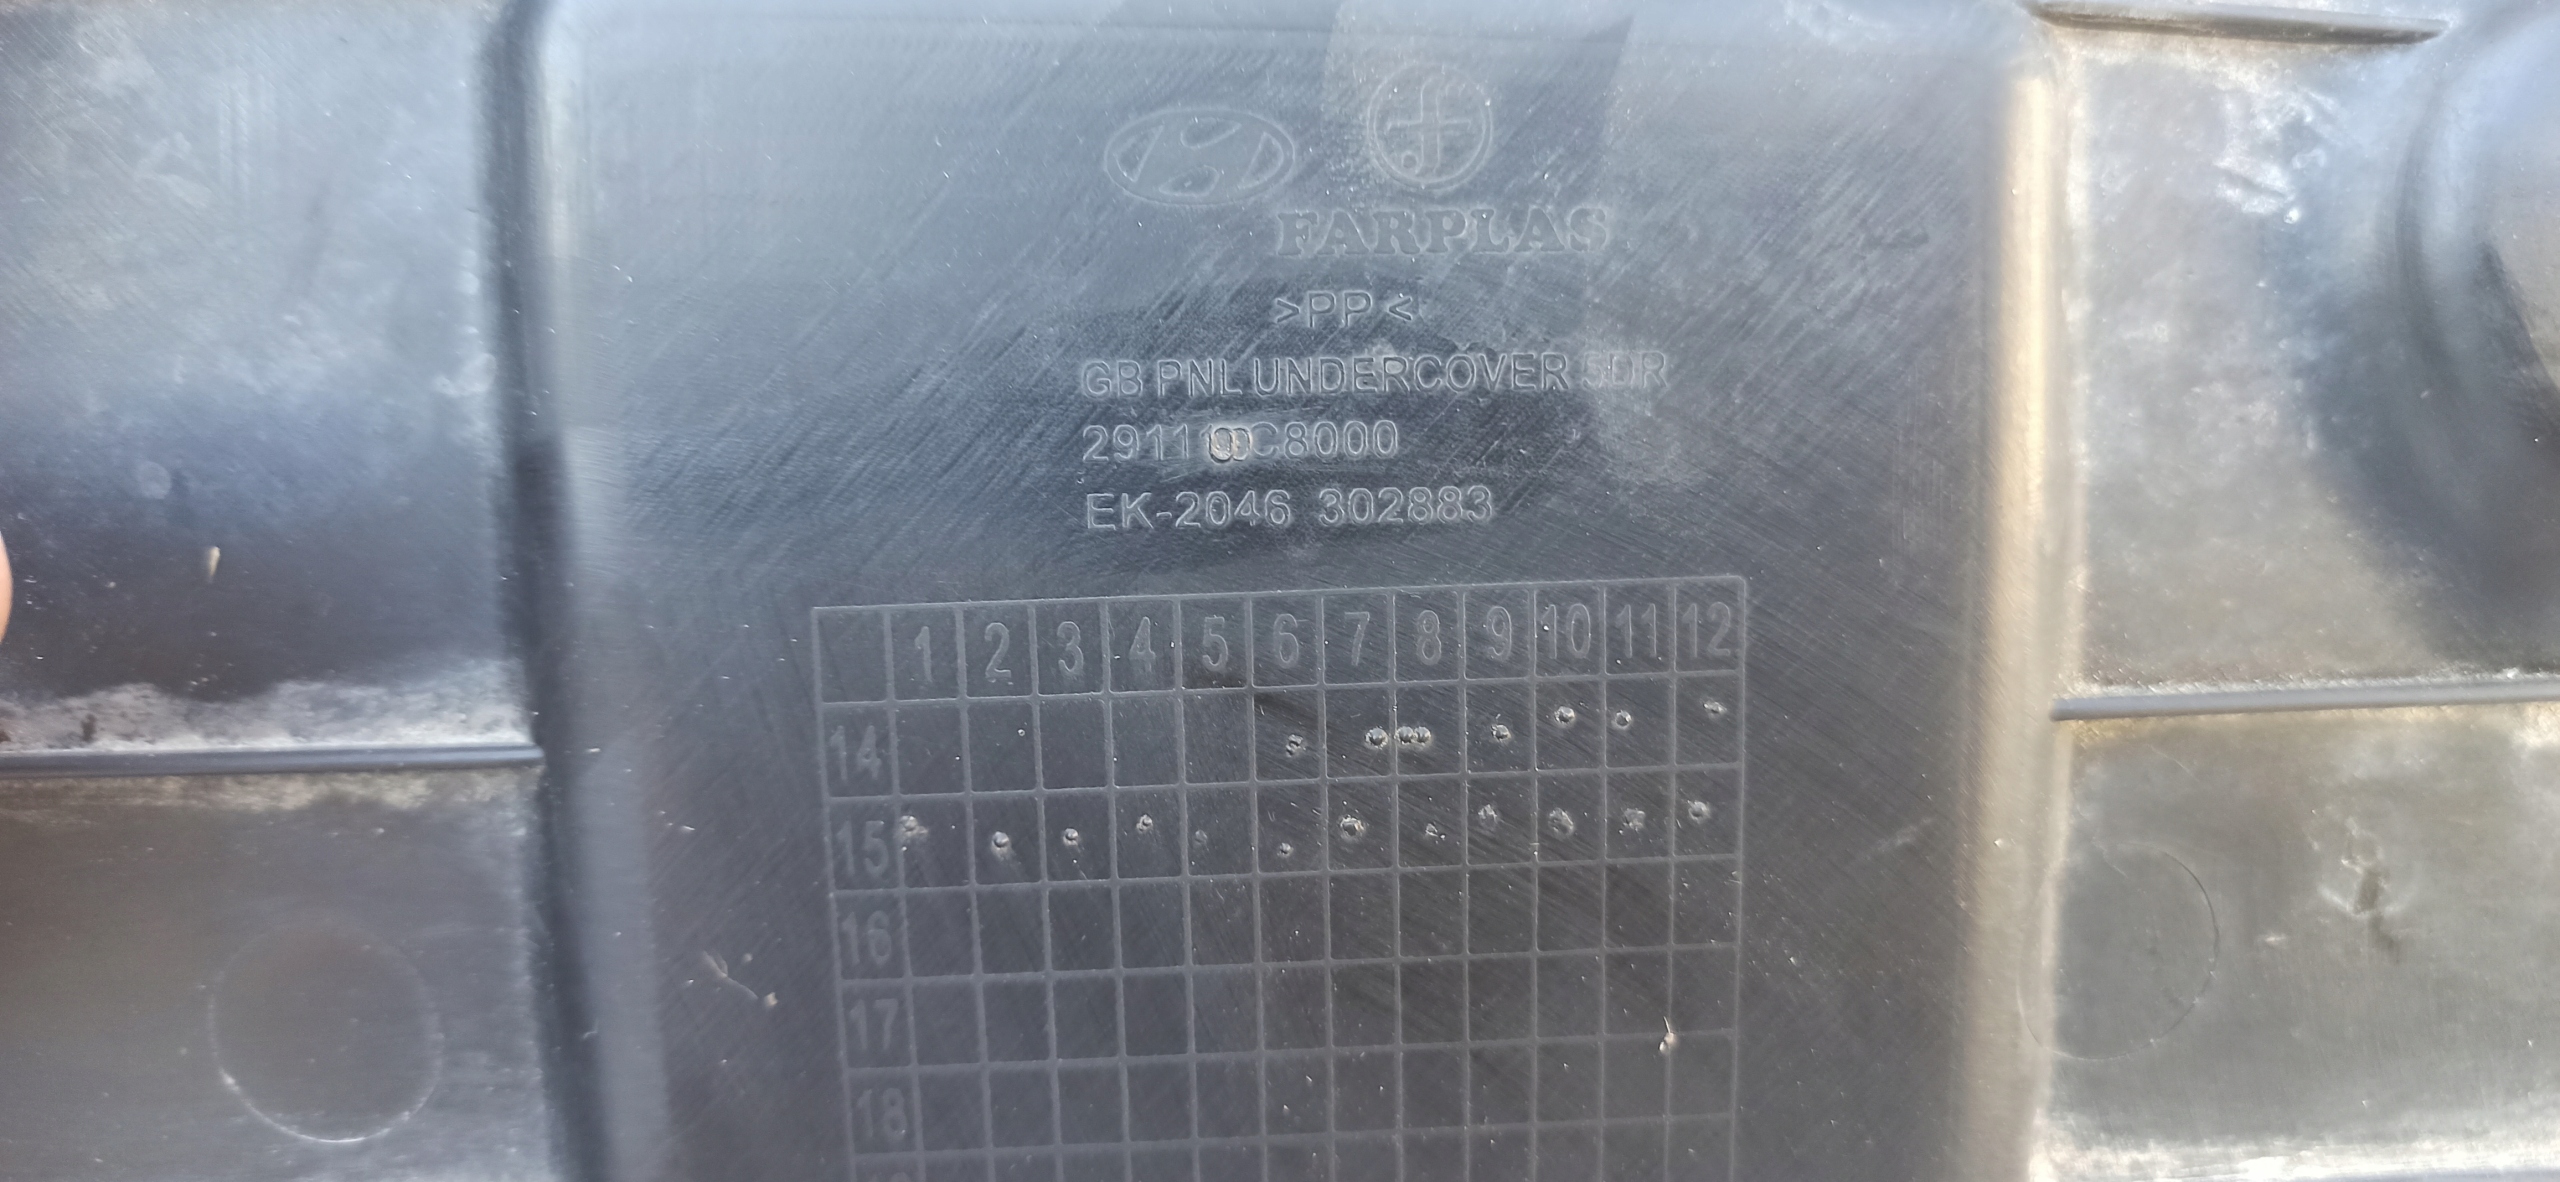 FARPLAS
>PP<
GB PNL UNDERCOVER 5DR
EK-2046 302883
1 2 3 4 5 6 7 8 9 10 11 12
14
15
16
17
18